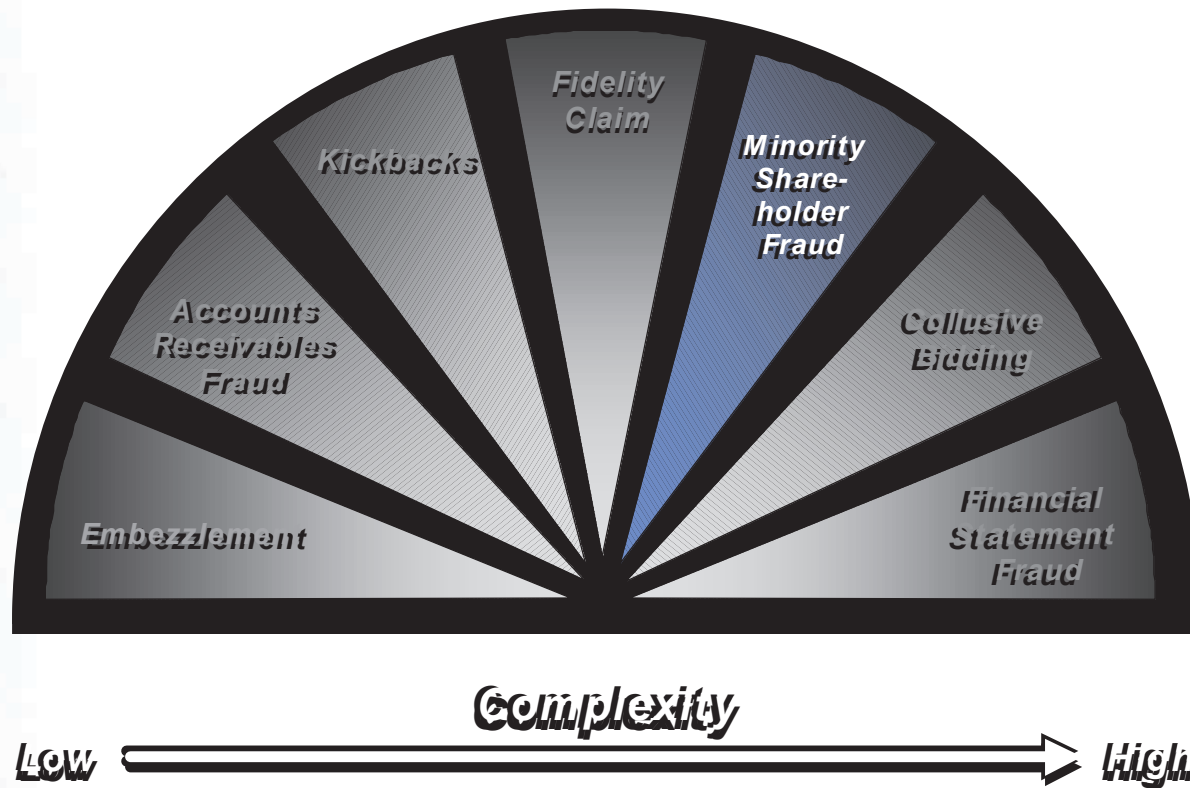 Fidelity
Claim
Kickbacks
Minority
Share-
holder
Fraud
Accounts
Receivables
Fraud
Collusive
Bidding
Embezzlement
Financial
Statement
Fraud
Complexity
Low
High